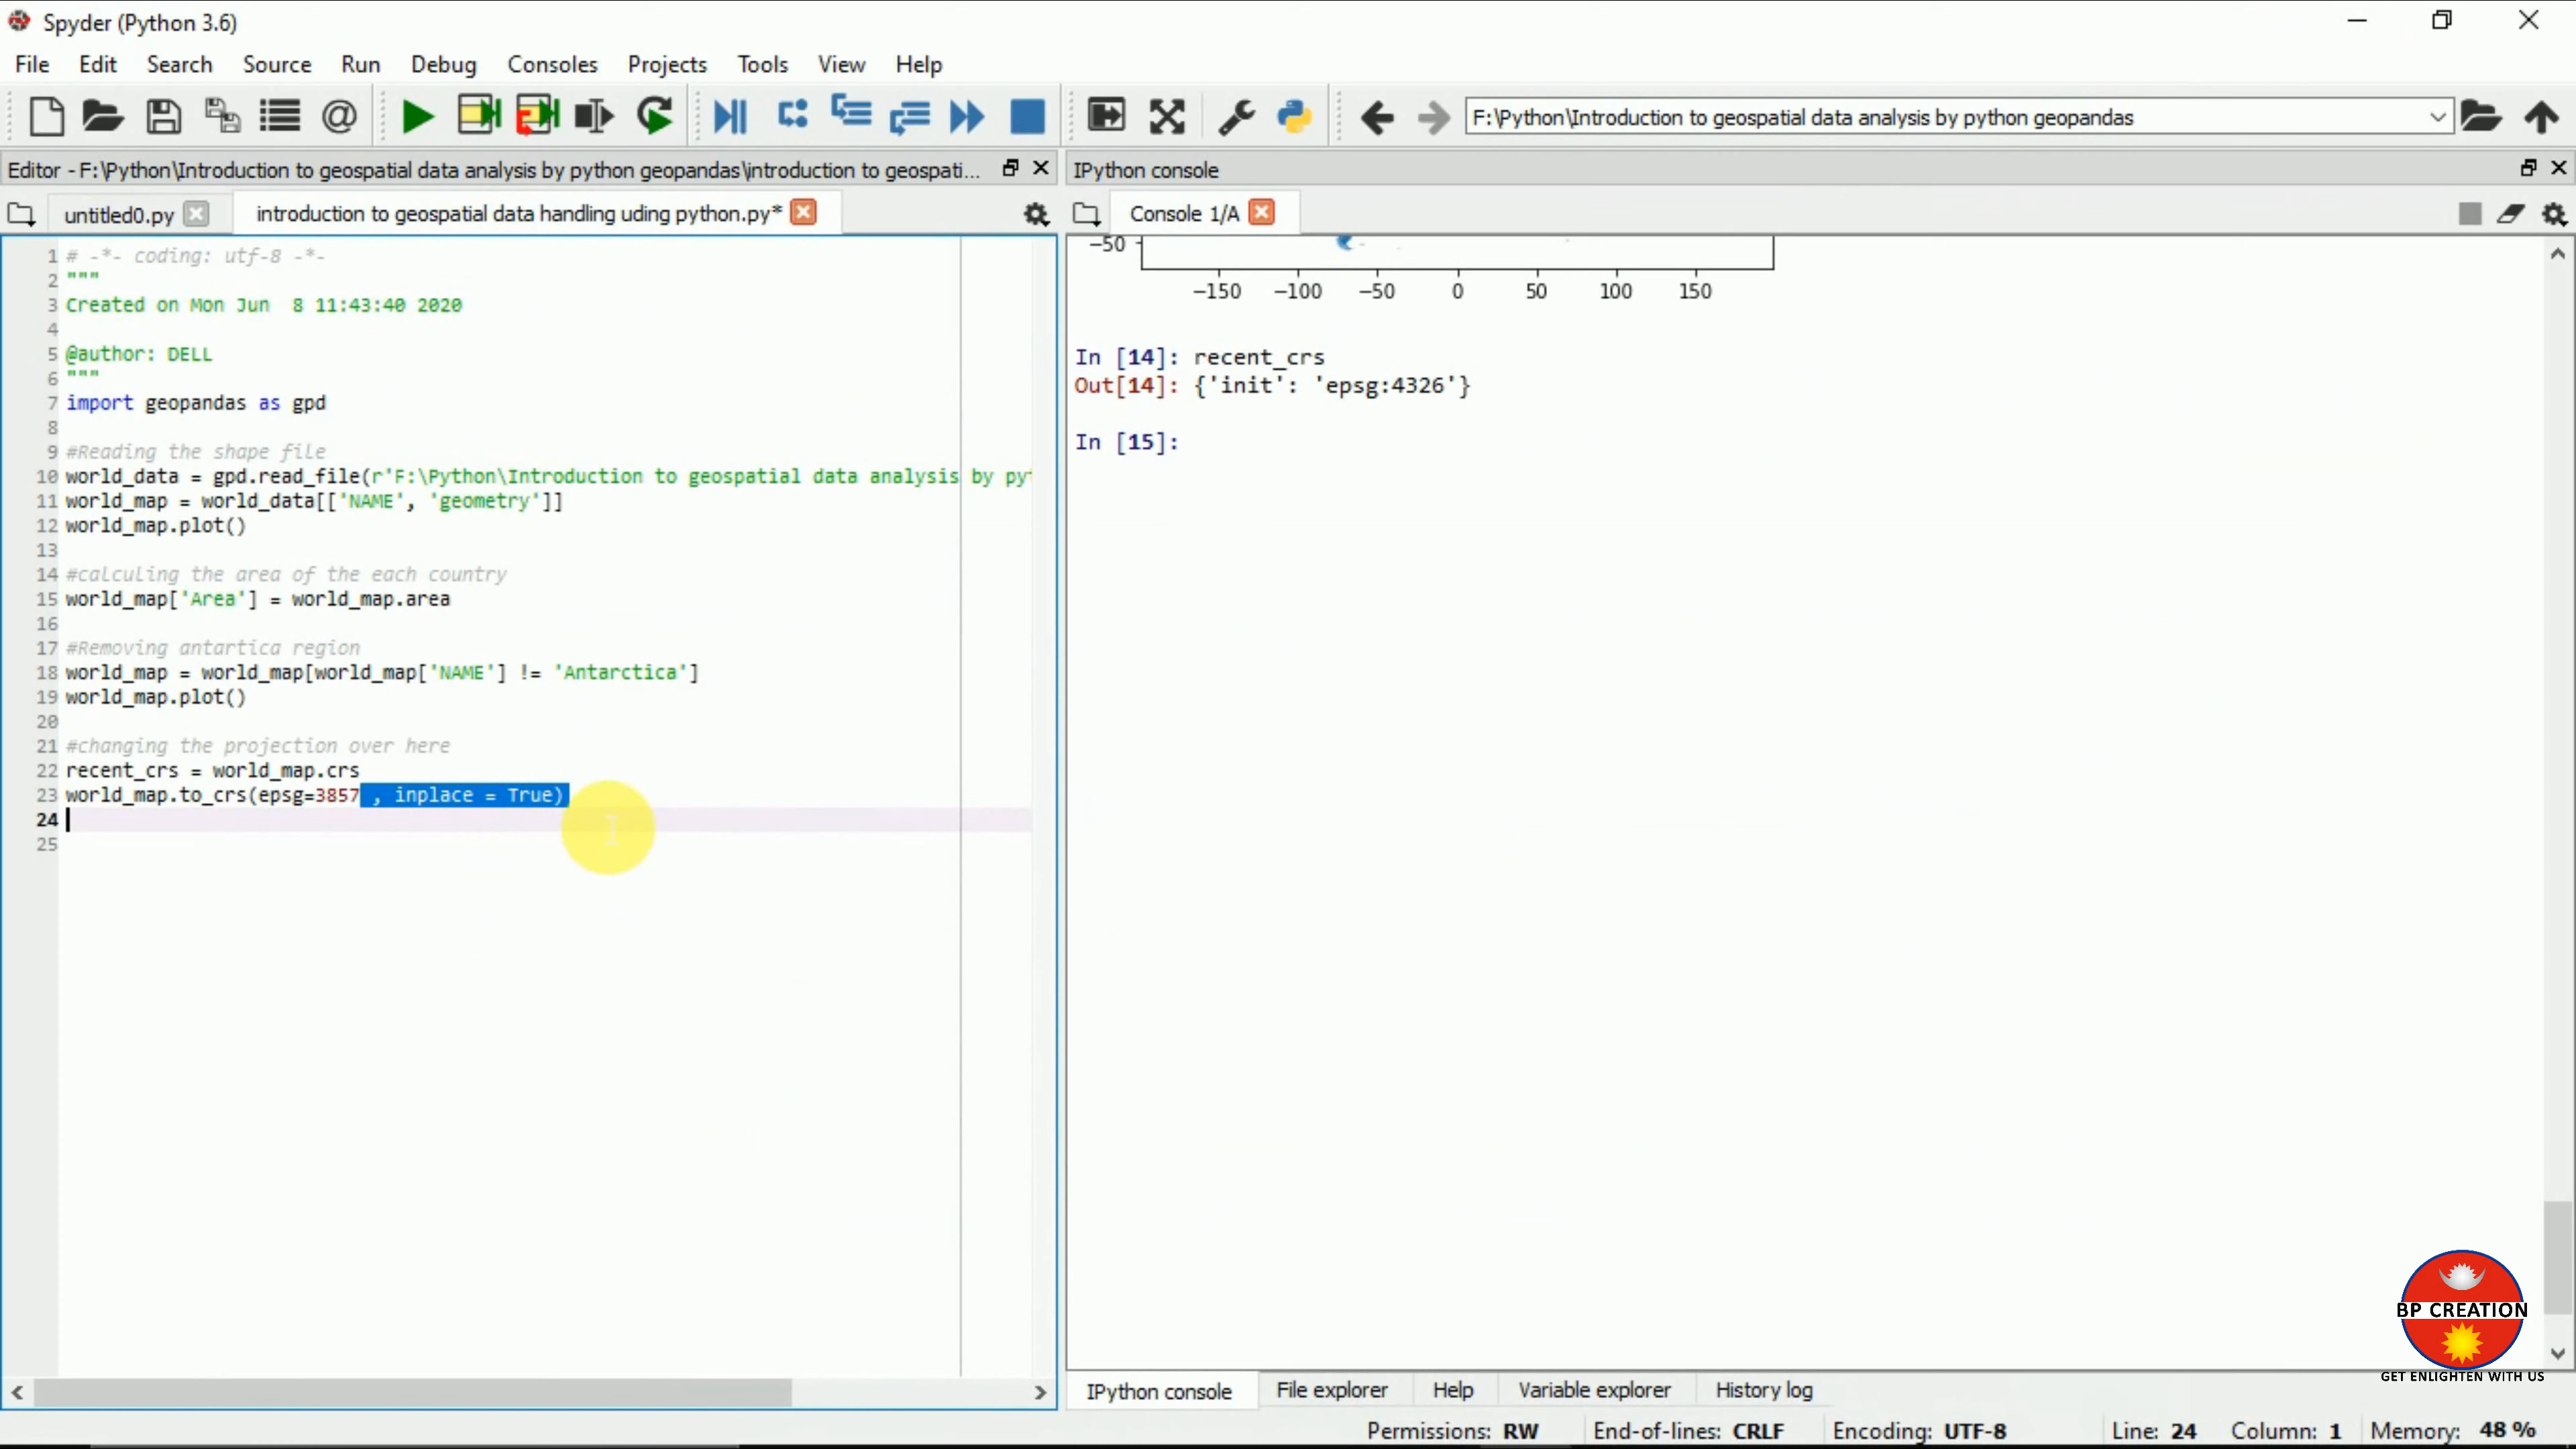 Spyder (Python 3.6)
File Edit Search Source Run Debug Consoles Projects Tools View Help
F:\Python\Introduction to geospatial data analysis by python geopandas
Editor - F:\Python\Introduction to geospatial data analysis by python geopandas\introduction to geospati...
IPython console
untitled0.py introduction to geospatial data handling uding python.py*
Console 1/A
1 # -*- coding: utf-8 -*-
2 """
3 Created on Mon Jun  8 11:43:40 2020
4
5 @author: DELL
6 """
7 import geopandas as gpd
8
9 #Reading the shape file
10 world_data = gpd.read_file(r'F:\Python\Introduction to geospatial data analysis by pyt
11 world_map = world_data[['NAME', 'geometry']]
12 world_map.plot()
13
14 #calculing the area of the each country
15 world_map['Area'] = world_map.area
16
17 #Removing antartica region
18 world_map = world_map[world_map['NAME'] != 'Antarctica']
19 world_map.plot()
20
21 #changing the projection over here
22 recent_crs = world_map.crs
23 world_map.to_crs(epsg=3857 , inplace = True)
24
25
−50
−150 −100 −50 0 50 100 150
In [14]: recent_crs
Out[14]: {'init': 'epsg:4326'}
In [15]:
BP CREATION
GET ENLIGHTEN WITH US
IPython console File explorer Help Variable explorer History log
Permissions: RW End-of-lines: CRLF Encoding: UTF-8 Line: 24 Column: 1 Memory: 48 %